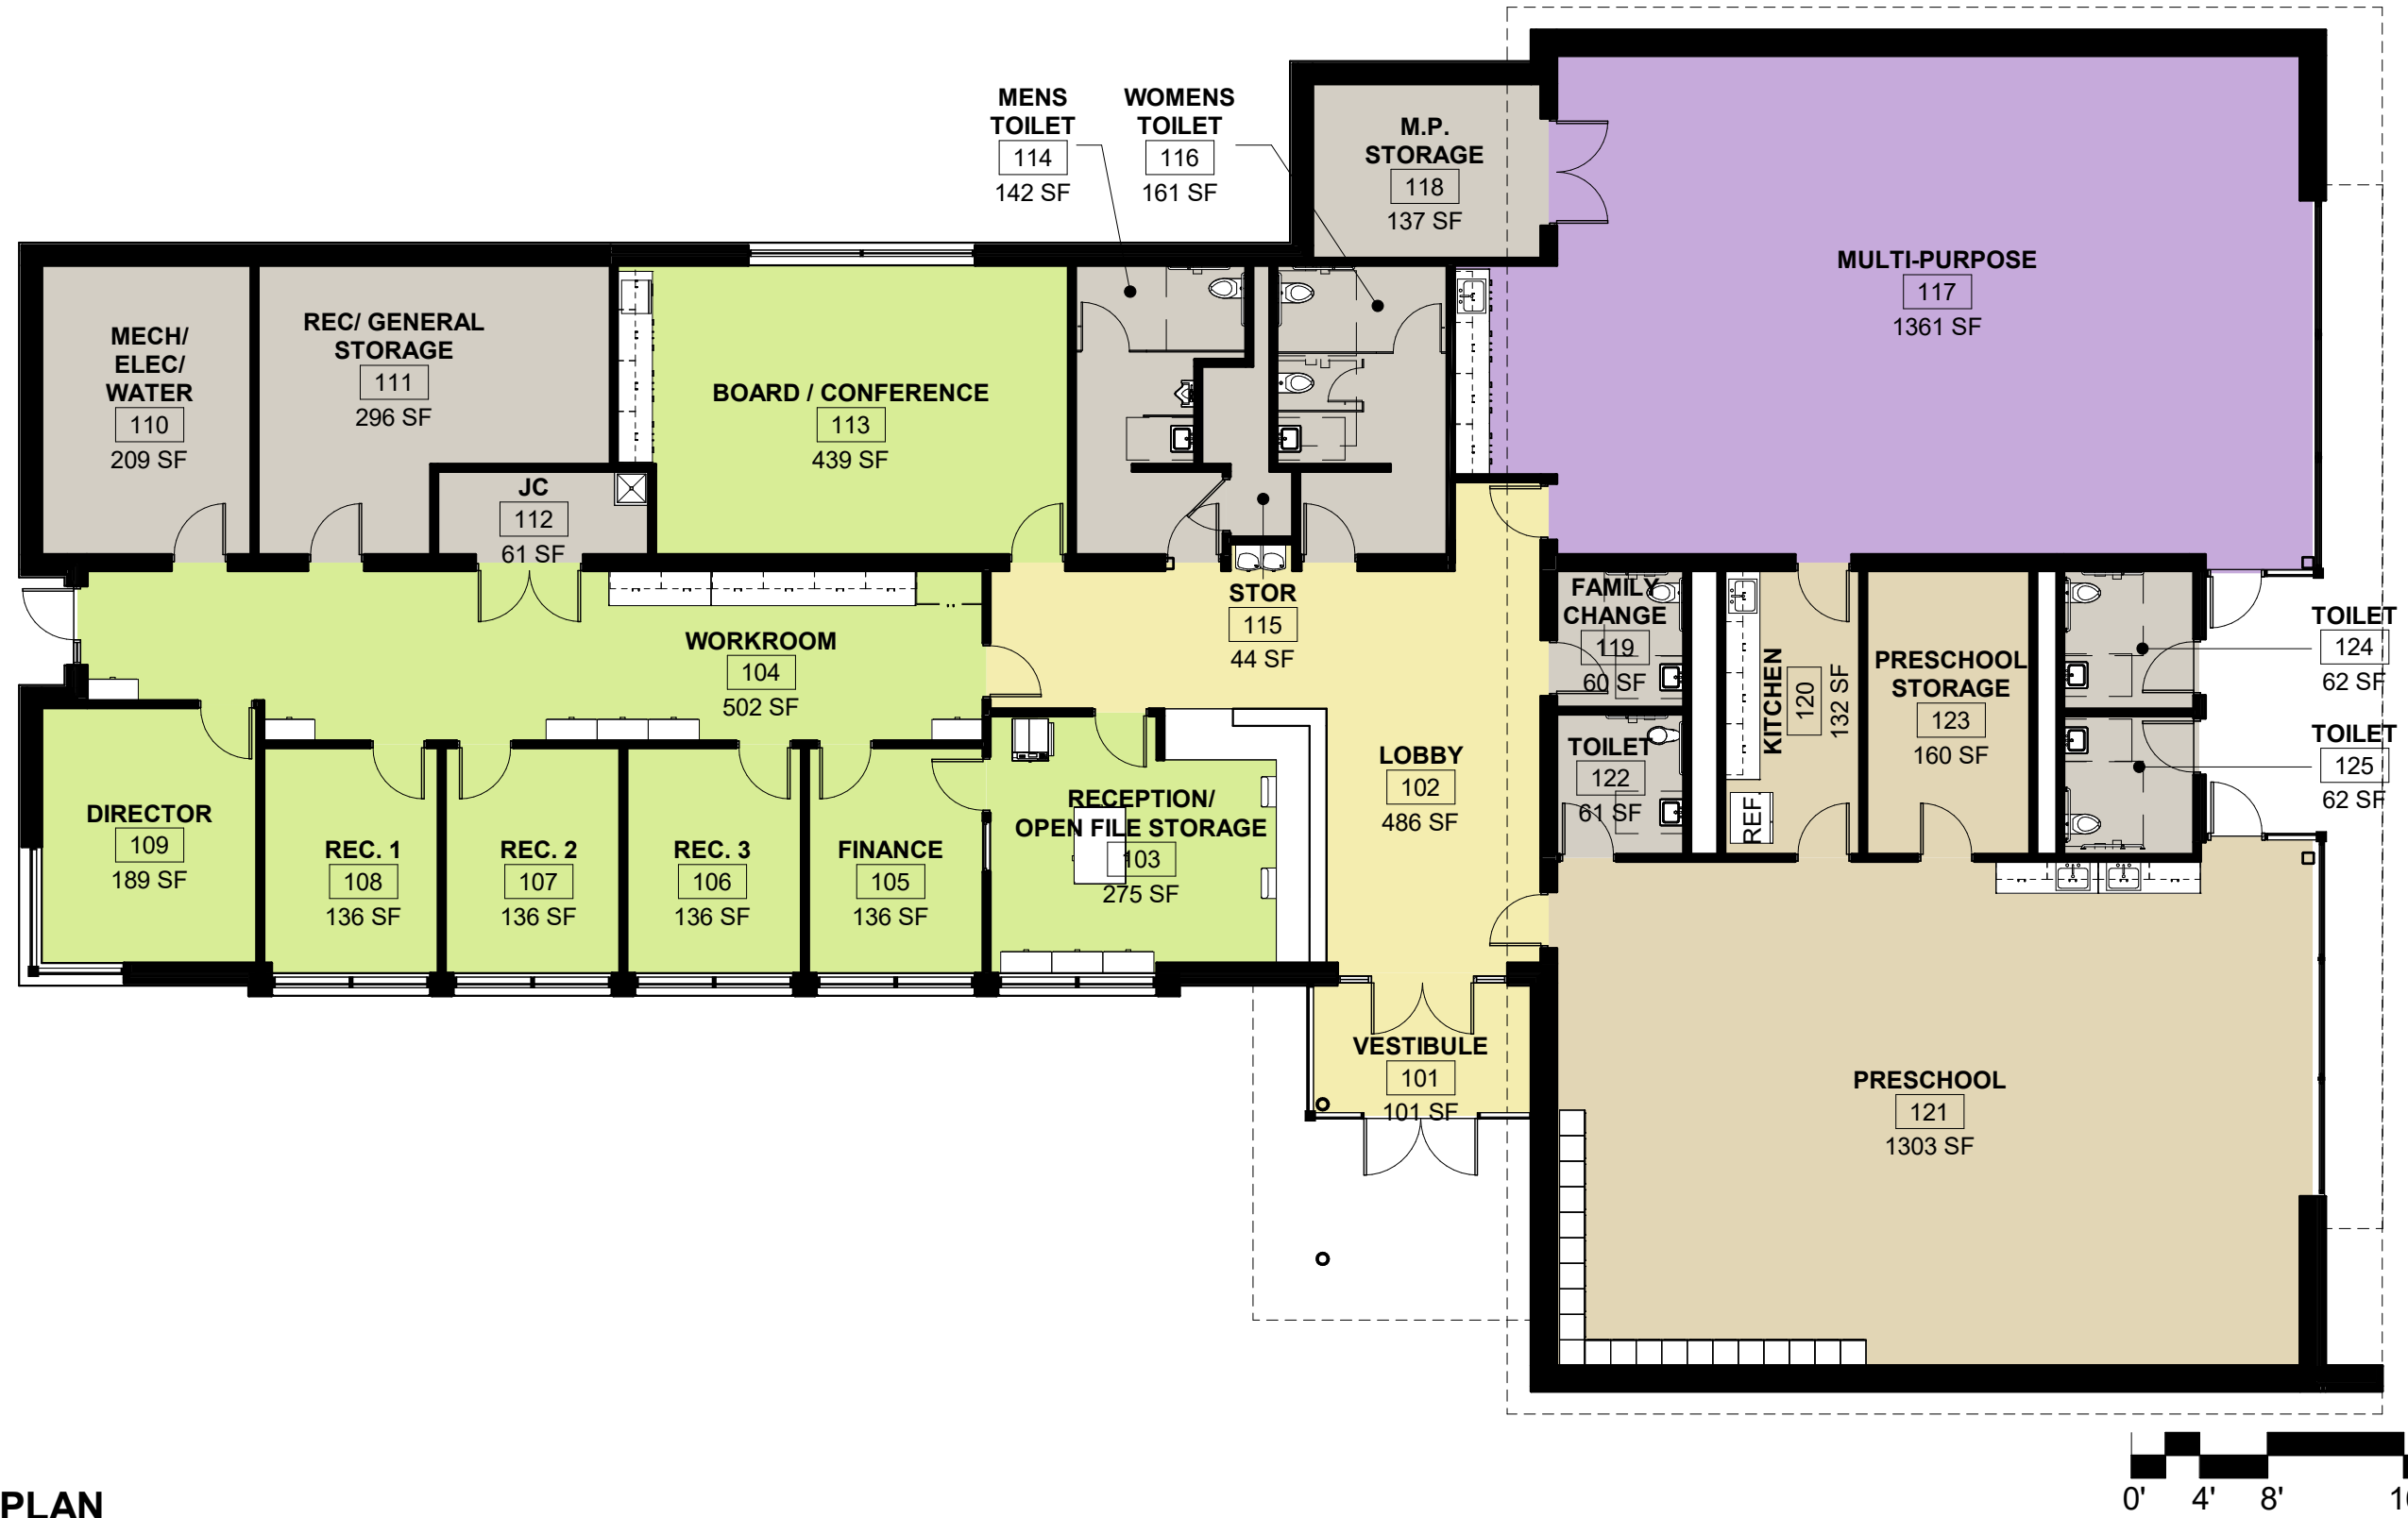 MENS
TOILET
114
142 SF
WOMENS
TOILET
116
161 SF
M.P.
STORAGE
118
137 SF
MULTI-PURPOSE
117
1361 SF
MECH/
ELEC/
WATER
110
209 SF
REC/ GENERAL
STORAGE
111
296 SF
JC
112
61 SF
BOARD / CONFERENCE
113
439 SF
STOR
115
44 SF
WORKROOM
104
502 SF
FAMILY
CHANGE
119
60 SF
KITCHEN
120
132 SF
REF.
PRESCHOOL
STORAGE
123
160 SF
TOILET
124
62 SF
TOILET
125
62 SF
TOILET
122
61 SF
LOBBY
102
486 SF
DIRECTOR
109
189 SF
REC. 1
108
136 SF
REC. 2
107
136 SF
REC. 3
106
136 SF
FINANCE
105
136 SF
RECEPTION/
OPEN FILE STORAGE
103
275 SF
VESTIBULE
101
101 SF
PRESCHOOL
121
1303 SF
PLAN
0' 4' 8'